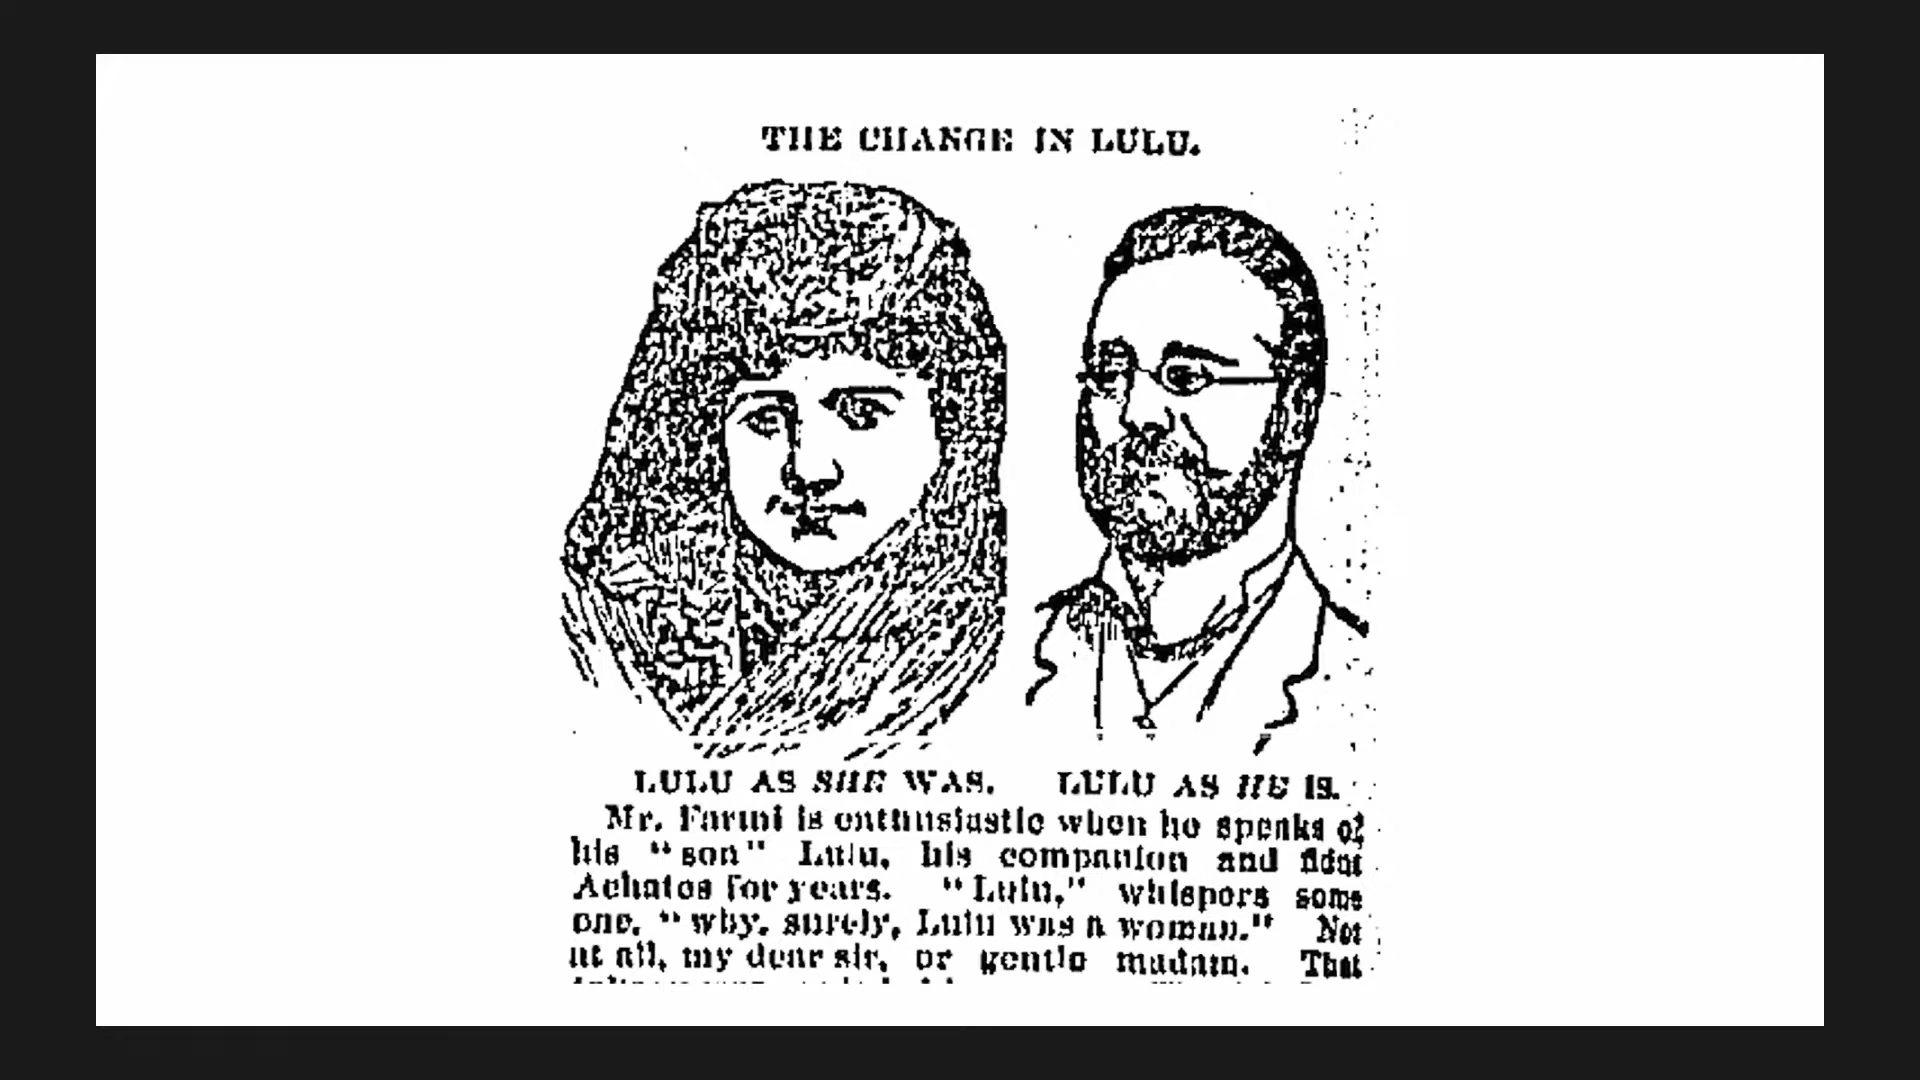 THE CHANGE IN LULU.
LULU AS SHE WAS. LULU AS HE IS.
Mr. Farini is enthusiastic when he speaks of
his "son" Lulu, his companion and fidat
Achates for years. "Lulu," whispers some
one, "why, surely, Lulu was a woman." Not
at all, my dear sir, or gentle madam. That